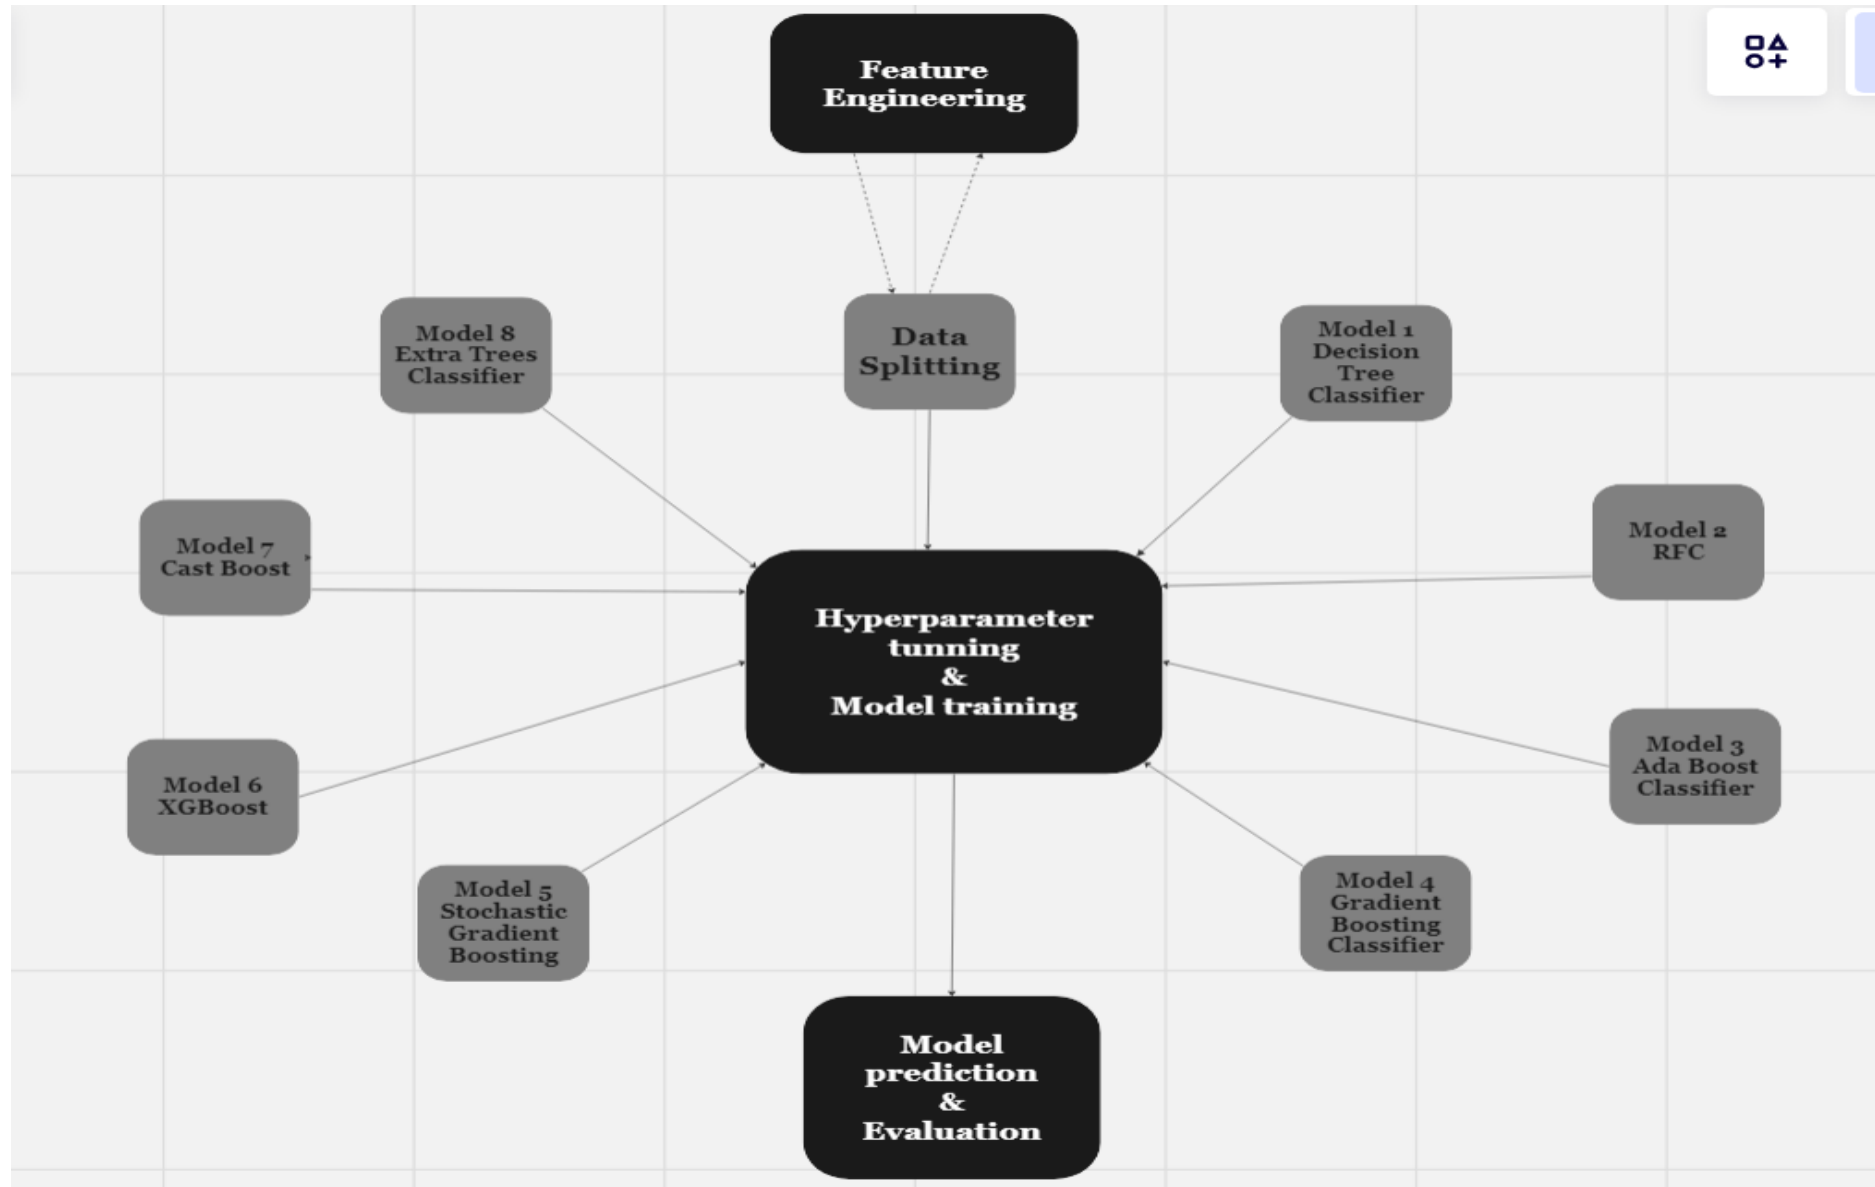 Feature
Engineering
Data
Splitting
Model 8
Extra Trees
Classifier
Model 1
Decision
Tree
Classifier
Model 7
Cast Boost
Model 2
RFC
Hyperparameter
tunning
&
Model training
Model 6
XGBoost
Model 3
Ada Boost
Classifier
Model 5
Stochastic
Gradient
Boosting
Model 4
Gradient
Boosting
Classifier
Model
prediction
&
Evaluation